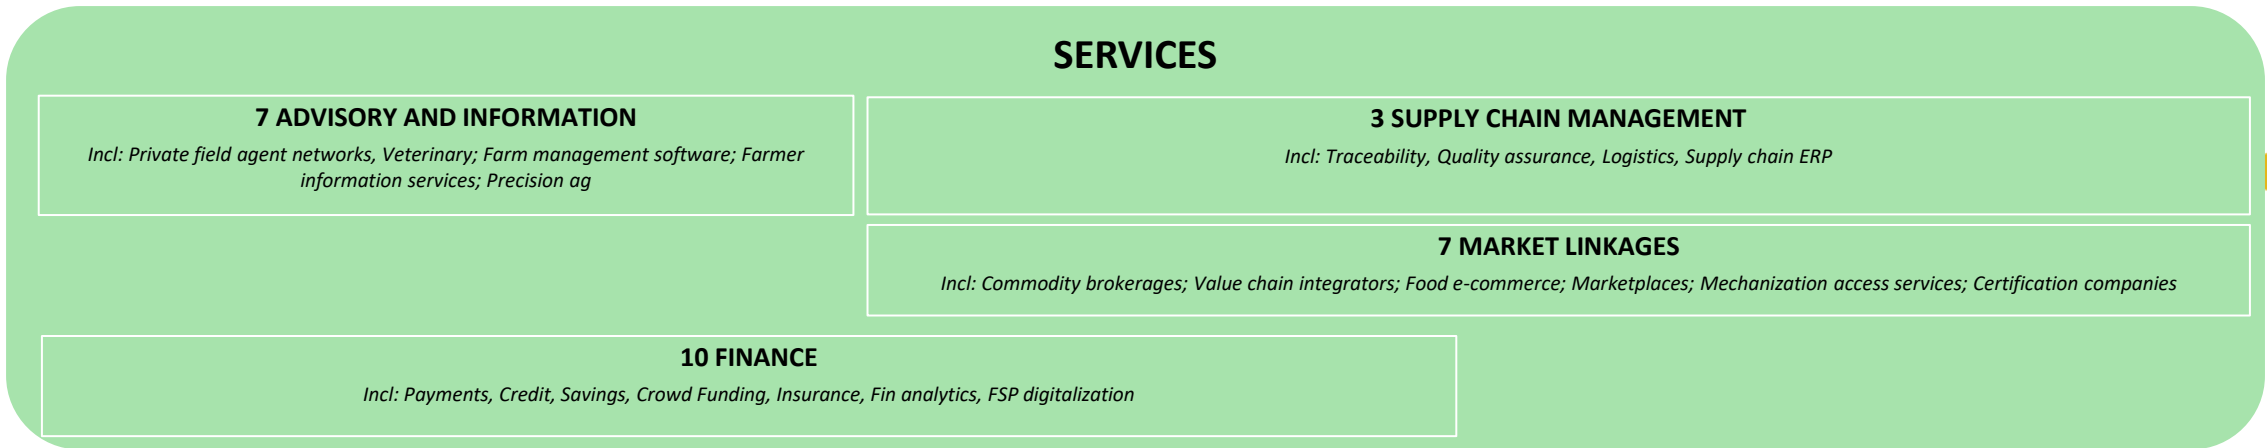 SERVICES
7 ADVISORY AND INFORMATION
Incl: Private field agent networks, Veterinary; Farm management software; Farmer
information services; Precision ag
3 SUPPLY CHAIN MANAGEMENT
Incl: Traceability, Quality assurance, Logistics, Supply chain ERP
7 MARKET LINKAGES
Incl: Commodity brokerages; Value chain integrators; Food e-commerce; Marketplaces; Mechanization access services; Certification companies
10 FINANCE
Incl: Payments, Credit, Savings, Crowd Funding, Insurance, Fin analytics, FSP digitalization